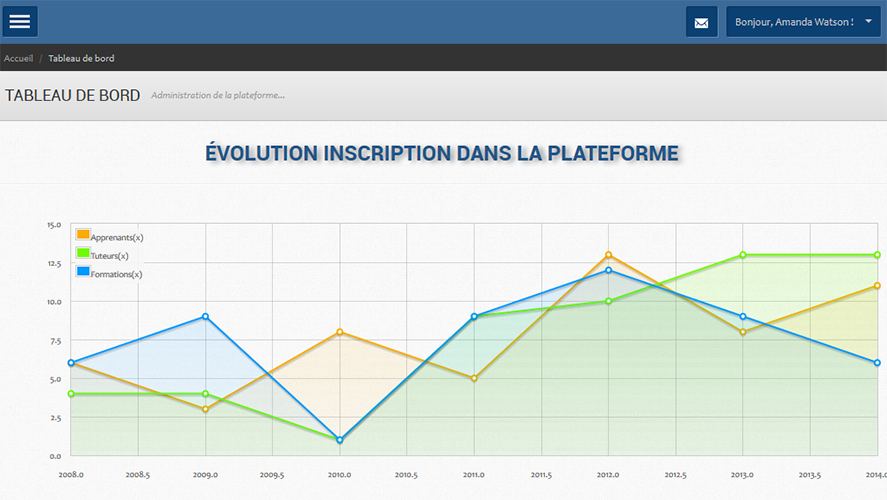 Bonjour, Amanda Watson !
Accueil / Tableau de bord
TABLEAU DE BORD Administration de la plateforme...
ÉVOLUTION INSCRIPTION DANS LA PLATEFORME
15.0
Apprenants(x)
Tuteurs(x)
12.5
Formations(x)
10.0
7.5
5.0
2.5
0.0
2008.0 2008.5 2009.0 2009.5 2010.0 2010.5 2011.0 2011.5 2012.0 2012.5 2013.0 2013.5 2014.0